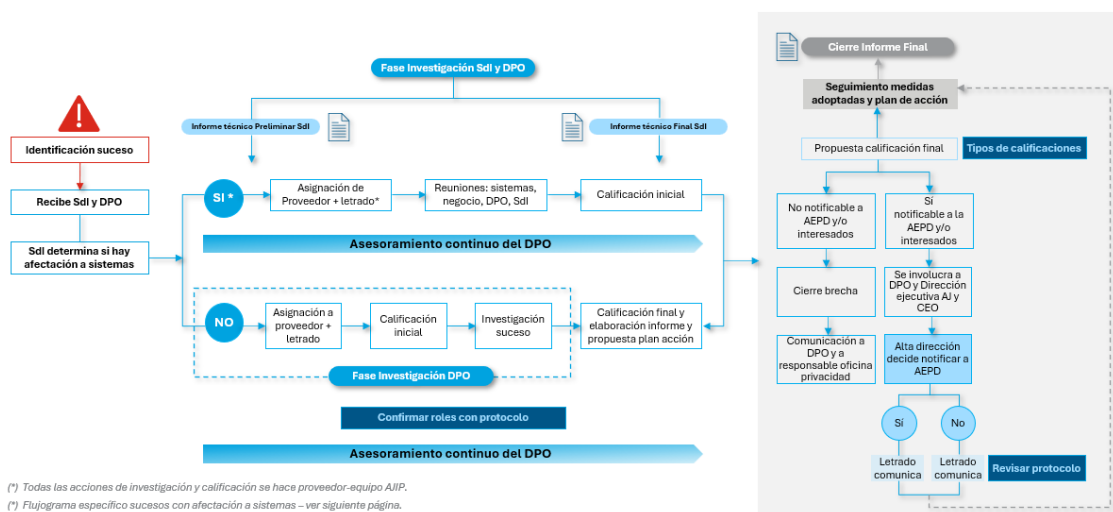 Cierre Informe Final
Fase Investigación SdI y DPO
Seguimiento medidas
adoptadas y plan de acción
Informe técnico Preliminar SdI
Informe técnico Final SdI
Identificación suceso
Propuesta calificación final
Tipos de calificaciones
Recibe SdI y DPO
SI *
Asignación de
Proveedor + letrado*
Reuniones: sistemas,
negocio, DPO, SdI
Calificación inicial
No notificable a
AEPD y/o
interesados
Sí
notificable a la
AEPD y/o
interesados
SdI determina si hay
afectación a sistemas
Asesoramiento continuo del DPO
Cierre brecha
Se involucra a
DPO y Dirección
ejecutiva AJ y
CEO
NO
Asignación a
proveedor +
letrado
Calificación
inicial
Investigación
suceso
Calificación final y
elaboración informe y
propuesta plan acción
Comunicación a
DPO y a
responsable oficina
privacidad
Alta dirección
decide notificar a
AEPD
Fase Investigación DPO
Confirmar roles con protocolo
Sí
No
Asesoramiento continuo del DPO
Letrado
comunica
Letrado
comunica
Revisar protocolo
(*) Todas las acciones de investigación y calificación se hace proveedor-equipo AJIP.
(*) Flujograma específico sucesos con afectación a sistemas – ver siguiente página.